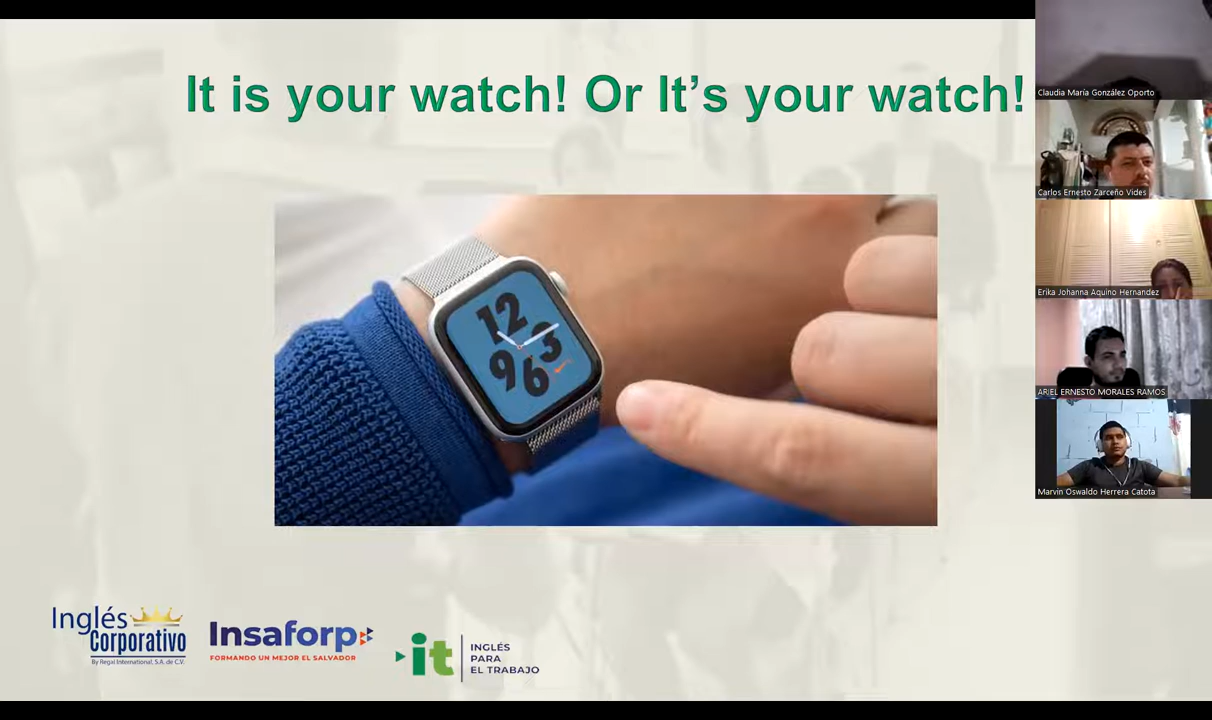 It is your watch! Or It's your watch!
Claudia María González Oporto
Carlos Ernesto Zarceño Vides
Erika Johanna Aquino Hernandez
ARIEL ERNESTO MORALES RAMOS
Marvin Oswaldo Herrera Catota
12
3
9
6
Inglés
Corporativo
By Regal International, S.A. de C.V.
Insaforp
FORMANDO UN MEJOR EL SALVADOR
it
INGLÉS
PARA
EL TRABAJO